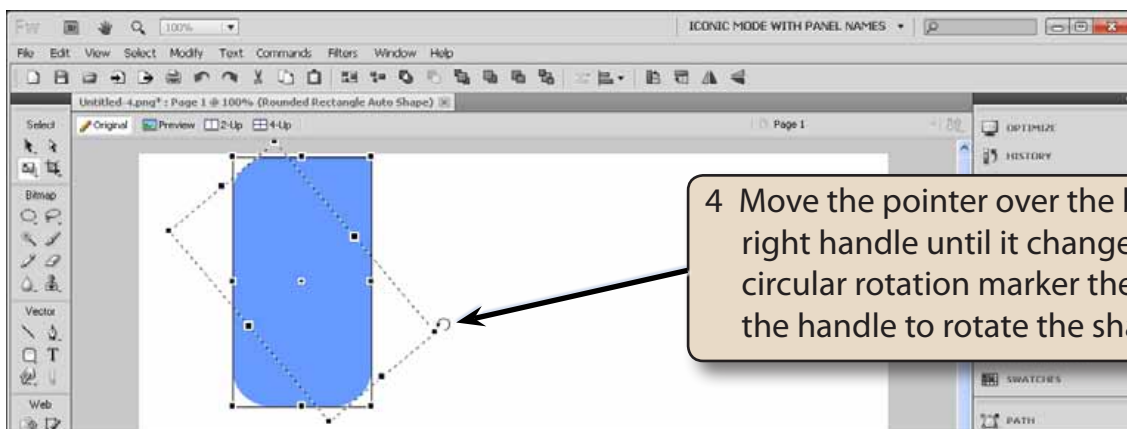 Fw 100% ICONIC MODE WITH PANEL NAMES
File Edit View Select Modify Text Commands Filters Window Help
Untitled-4.png* : Page 1 @ 100% (Rounded Rectangle Auto Shape)
Select Original Preview 2-Up 4-Up Page 1
OPTIMIZE
HISTORY
Bitmap
4 Move the pointer over the
right handle until it change
circular rotation marker the
the handle to rotate the sha
Vector
T
SWATCHES
Web
PATH